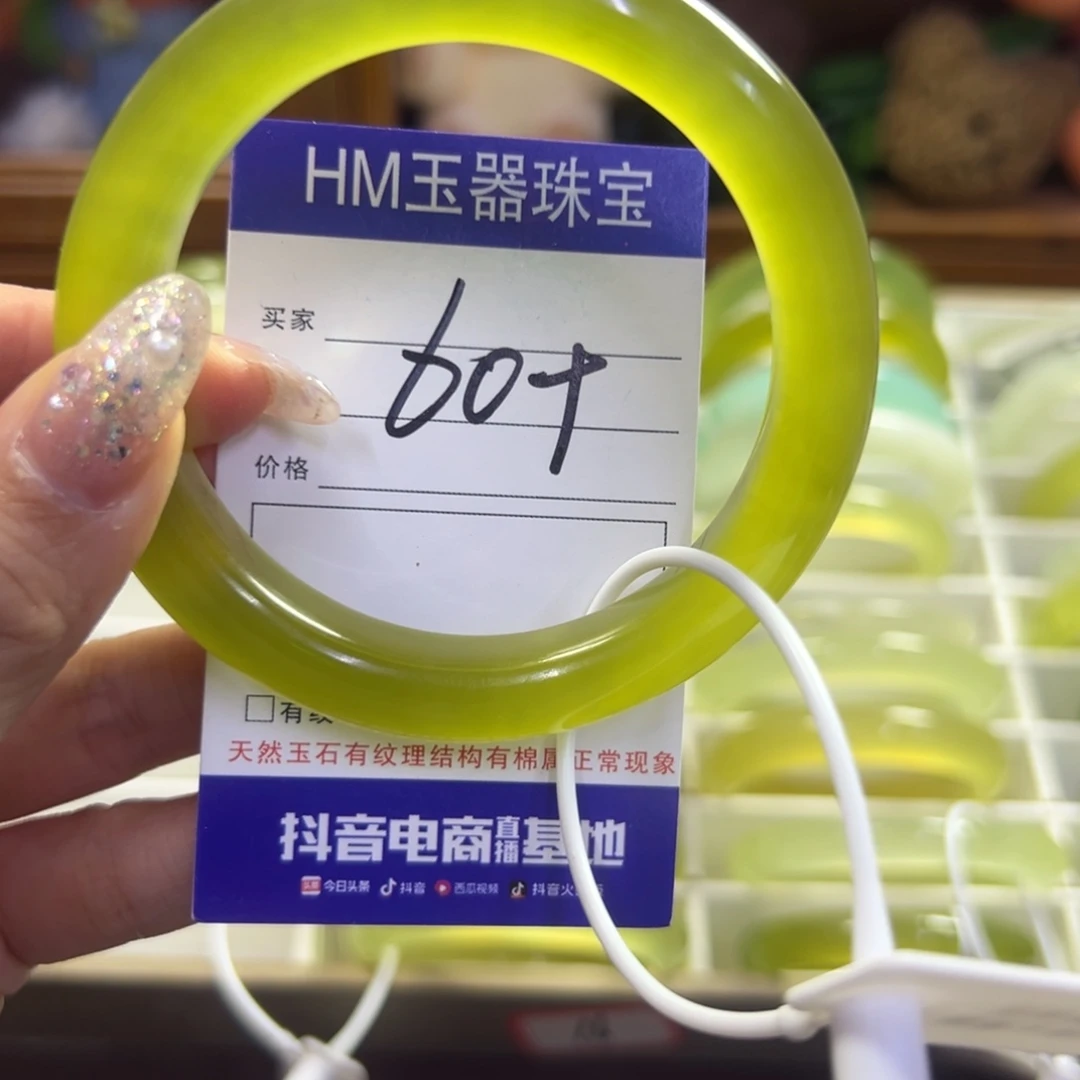 HM玉器珠宝
买家
60+
价格
有纹
天然玉石有纹理结构有棉属正常现象
抖音电商直播基地
今日头条 抖音 西瓜视频 抖音火